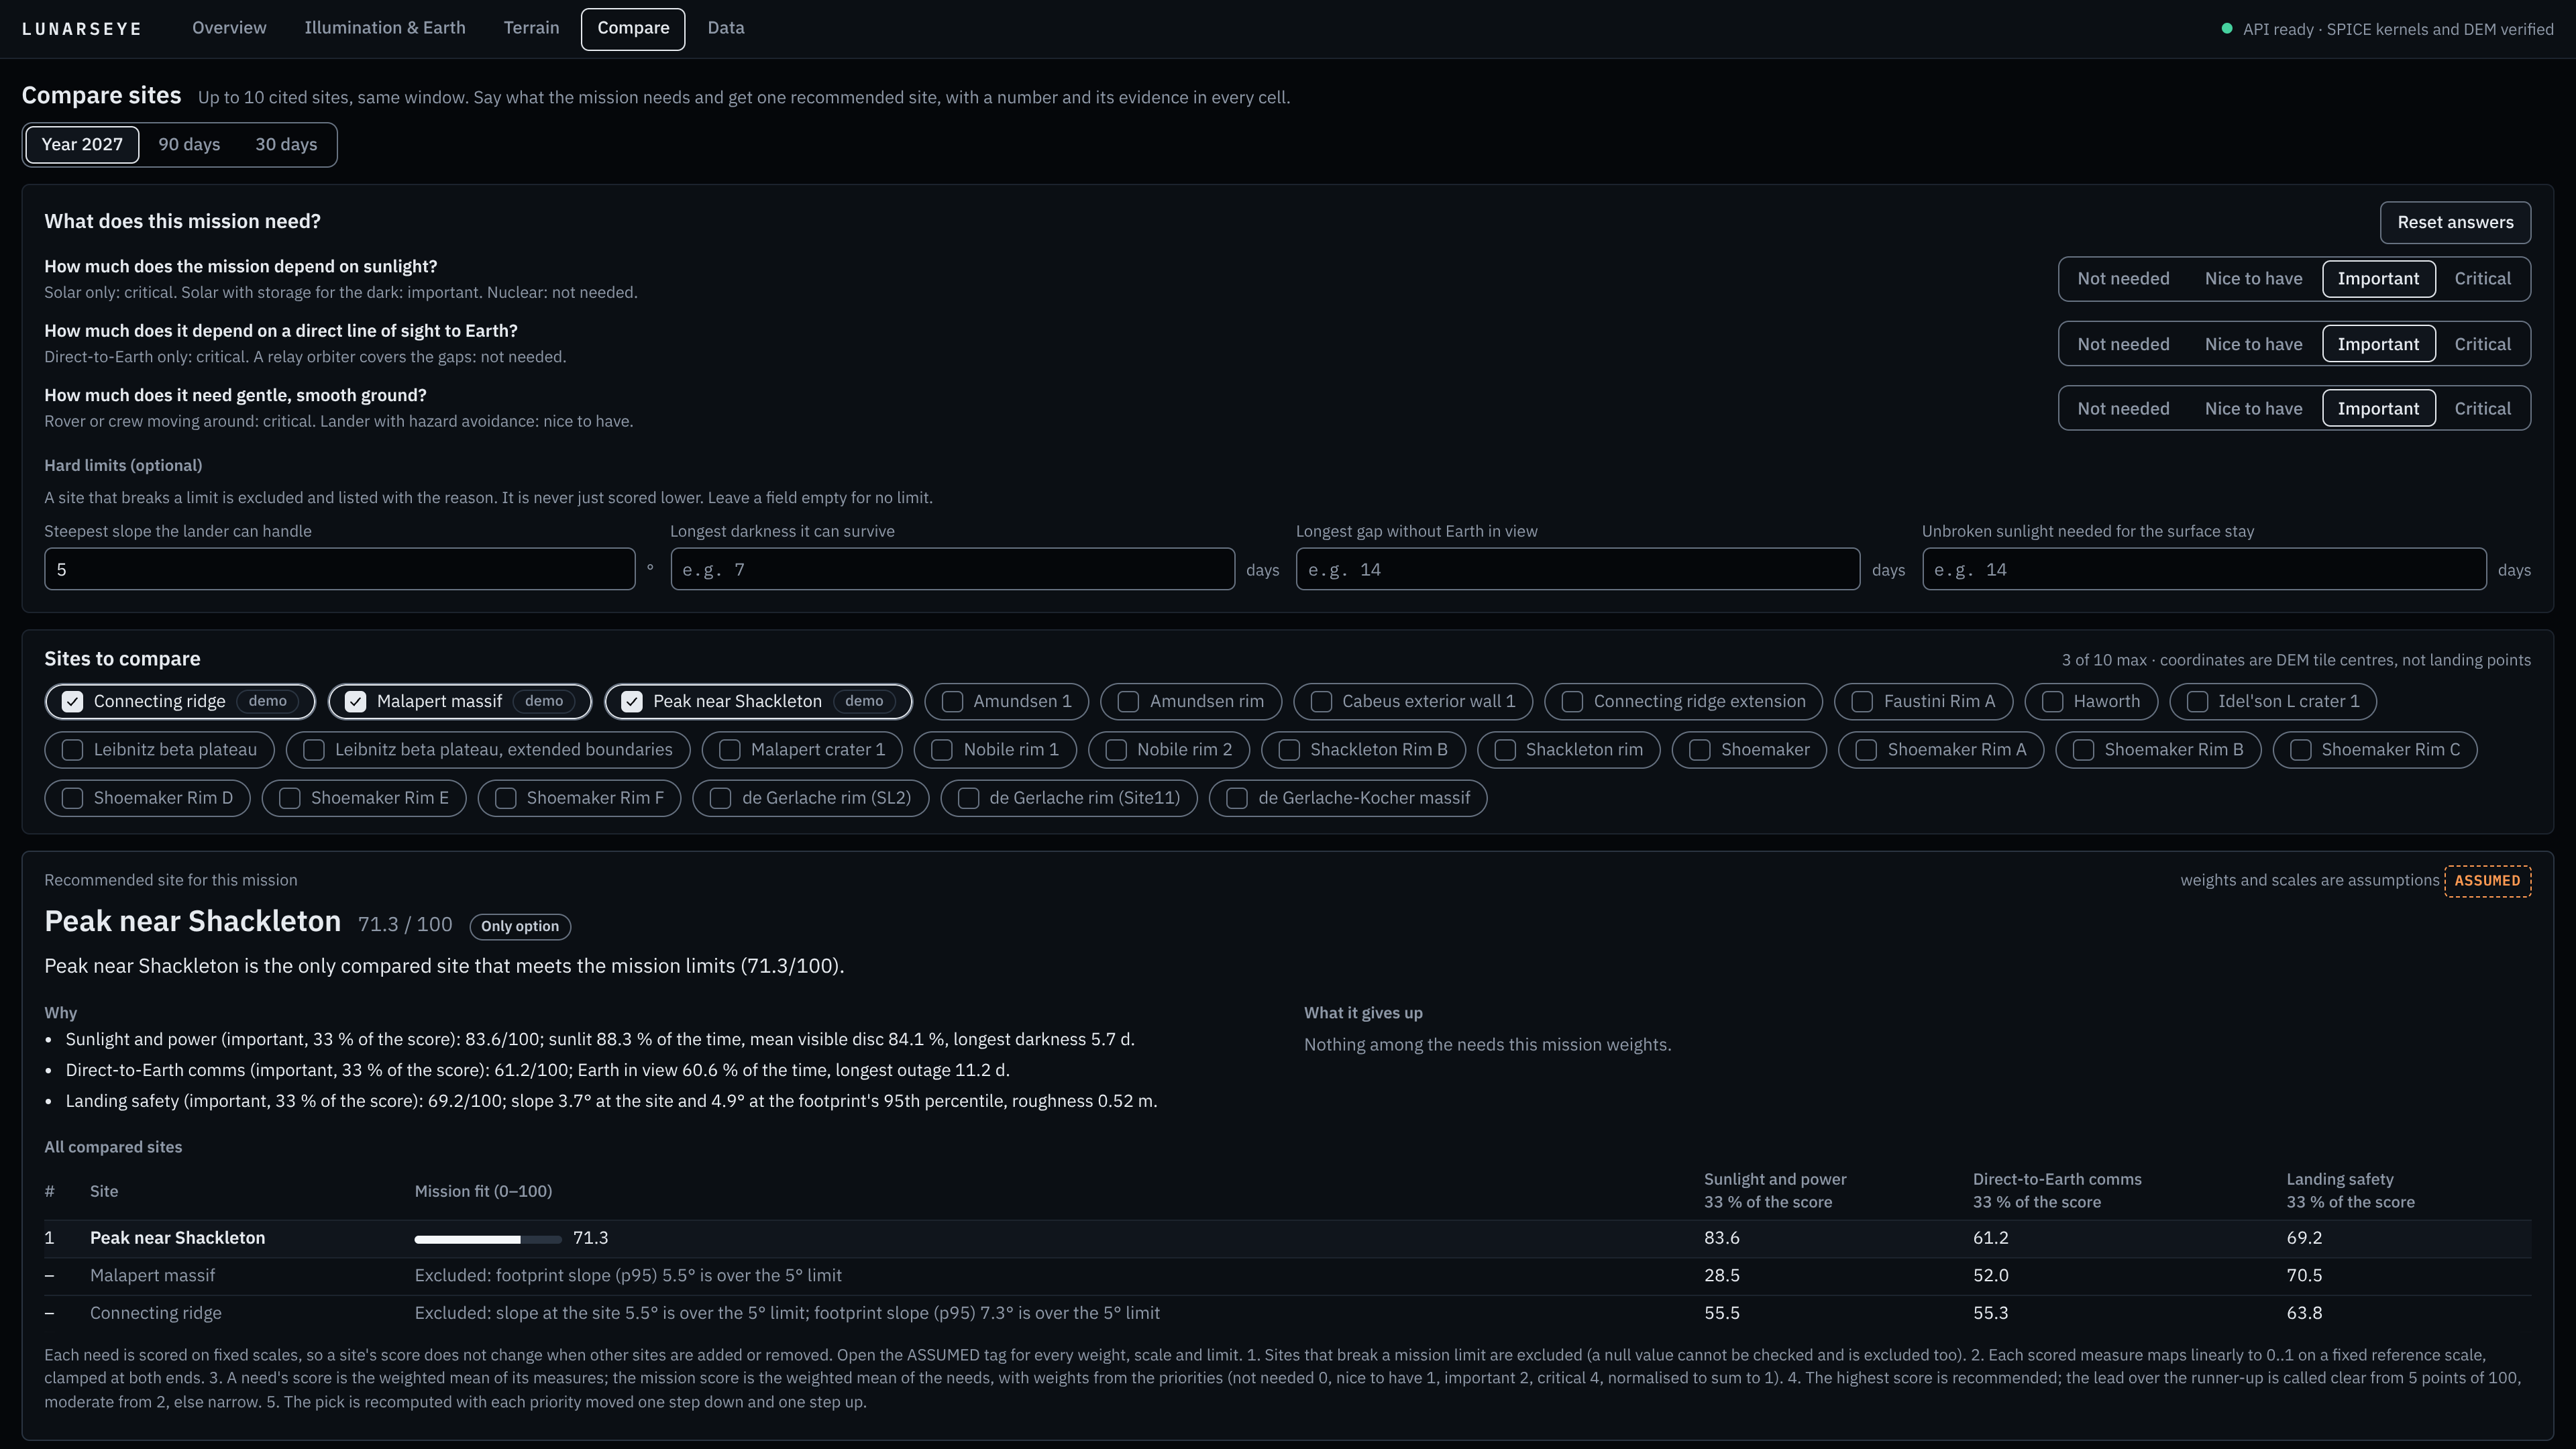 LUNARSEYE Overview Illumination & Earth Terrain Compare Data API ready · SPICE kernels and DEM verified
Compare sites Up to 10 cited sites, same window. Say what the mission needs and get one recommended site, with a number and its evidence in every cell.
Year 2027 90 days 30 days
What does this mission need? Reset answers
How much does the mission depend on sunlight?
Solar only: critical. Solar with storage for the dark: important. Nuclear: not needed.
Not needed Nice to have Important Critical
How much does it depend on a direct line of sight to Earth?
Direct-to-Earth only: critical. A relay orbiter covers the gaps: not needed.
Not needed Nice to have Important Critical
How much does it need gentle, smooth ground?
Rover or crew moving around: critical. Lander with hazard avoidance: nice to have.
Not needed Nice to have Important Critical
Hard limits (optional)
A site that breaks a limit is excluded and listed with the reason. It is never just scored lower. Leave a field empty for no limit.
Steepest slope the lander can handle Longest darkness it can survive Longest gap without Earth in view Unbroken sunlight needed for the surface stay
5 ° e.g. 7 days e.g. 14 days e.g. 14 days
Sites to compare 3 of 10 max · coordinates are DEM tile centres, not landing points
Connecting ridge demo Malapert massif demo Peak near Shackleton demo Amundsen 1 Amundsen rim Cabeus exterior wall 1 Connecting ridge extension Faustini Rim A Haworth Idel'son L crater 1
Leibnitz beta plateau Leibnitz beta plateau, extended boundaries Malapert crater 1 Nobile rim 1 Nobile rim 2 Shackleton Rim B Shackleton rim Shoemaker Shoemaker Rim A Shoemaker Rim B Shoemaker Rim C
Shoemaker Rim D Shoemaker Rim E Shoemaker Rim F de Gerlache rim (SL2) de Gerlache rim (Site11) de Gerlache-Kocher massif
Recommended site for this mission weights and scales are assumptions ASSUMED
Peak near Shackleton 71.3 / 100 Only option
Peak near Shackleton is the only compared site that meets the mission limits (71.3/100).
Why
• Sunlight and power (important, 33 % of the score): 83.6/100; sunlit 88.3 % of the time, mean visible disc 84.1 %, longest darkness 5.7 d.
• Direct-to-Earth comms (important, 33 % of the score): 61.2/100; Earth in view 60.6 % of the time, longest outage 11.2 d.
• Landing safety (important, 33 % of the score): 69.2/100; slope 3.7° at the site and 4.9° at the footprint's 95th percentile, roughness 0.52 m.
What it gives up
Nothing among the needs this mission weights.
All compared sites
# Site Mission fit (0–100) Sunlight and power 33 % of the score Direct-to-Earth comms 33 % of the score Landing safety 33 % of the score
1 Peak near Shackleton 71.3 83.6 61.2 69.2
– Malapert massif Excluded: footprint slope (p95) 5.5° is over the 5° limit 28.5 52.0 70.5
– Connecting ridge Excluded: slope at the site 5.5° is over the 5° limit; footprint slope (p95) 7.3° is over the 5° limit 55.5 55.3 63.8
Each need is scored on fixed scales, so a site's score does not change when other sites are added or removed. Open the ASSUMED tag for every weight, scale and limit. 1. Sites that break a mission limit are excluded (a null value cannot be checked and is excluded too). 2. Each scored measure maps linearly to 0..1 on a fixed reference scale,
clamped at both ends. 3. A need's score is the weighted mean of its measures; the mission score is the weighted mean of the needs, with weights from the priorities (not needed 0, nice to have 1, important 2, critical 4, normalised to sum to 1). 4. The highest score is recommended; the lead over the runner-up is called clear from 5 points of 100,
moderate from 2, else narrow. 5. The pick is recomputed with each priority moved one step down and one step up.